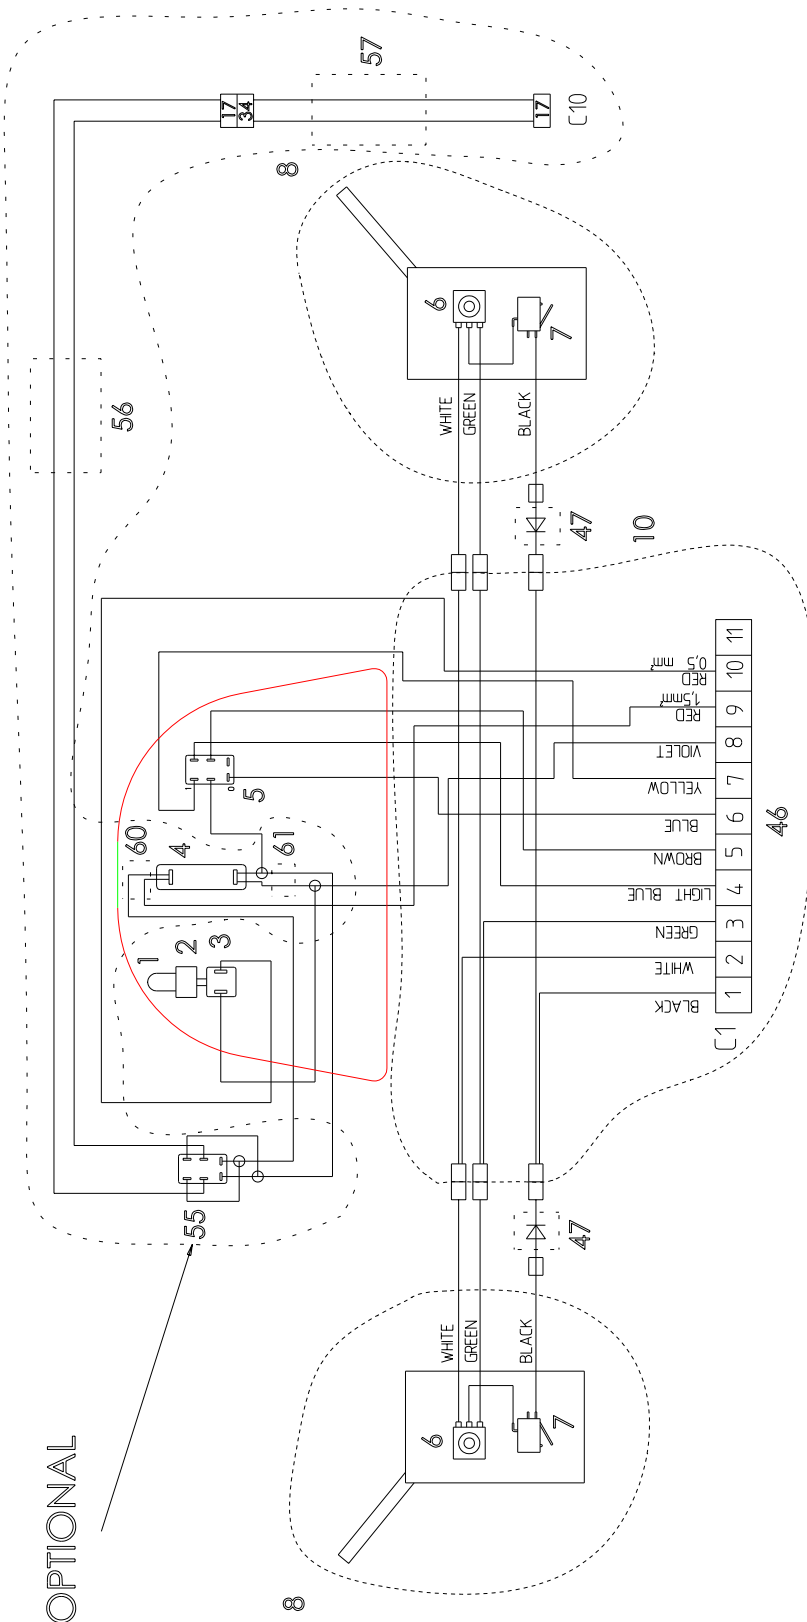 57
17
34
17
C10
8
56
6
7
WHITE
GREEN
BLACK
47
10
60
4
5
1
0
61
1
2
3
RED 0,5 mm²
RED 1,5mm²
VIOLET
YELLOW
BLUE
BROWN
LIGHT BLUE
GREEN
WHITE
BLACK
11
10
9
8
7
6
5
4
3
2
1
C1
46
55
47
WHITE
GREEN
BLACK
6
7
8
OPTIONAL